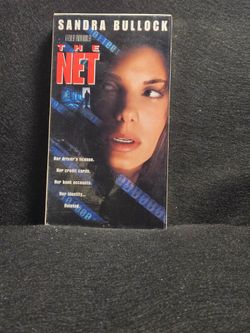 SANDRA BULLOCK
THE
NET
Her driver's license.
Her credit cards.
Her bank accounts.
Her identity...
Deleted.